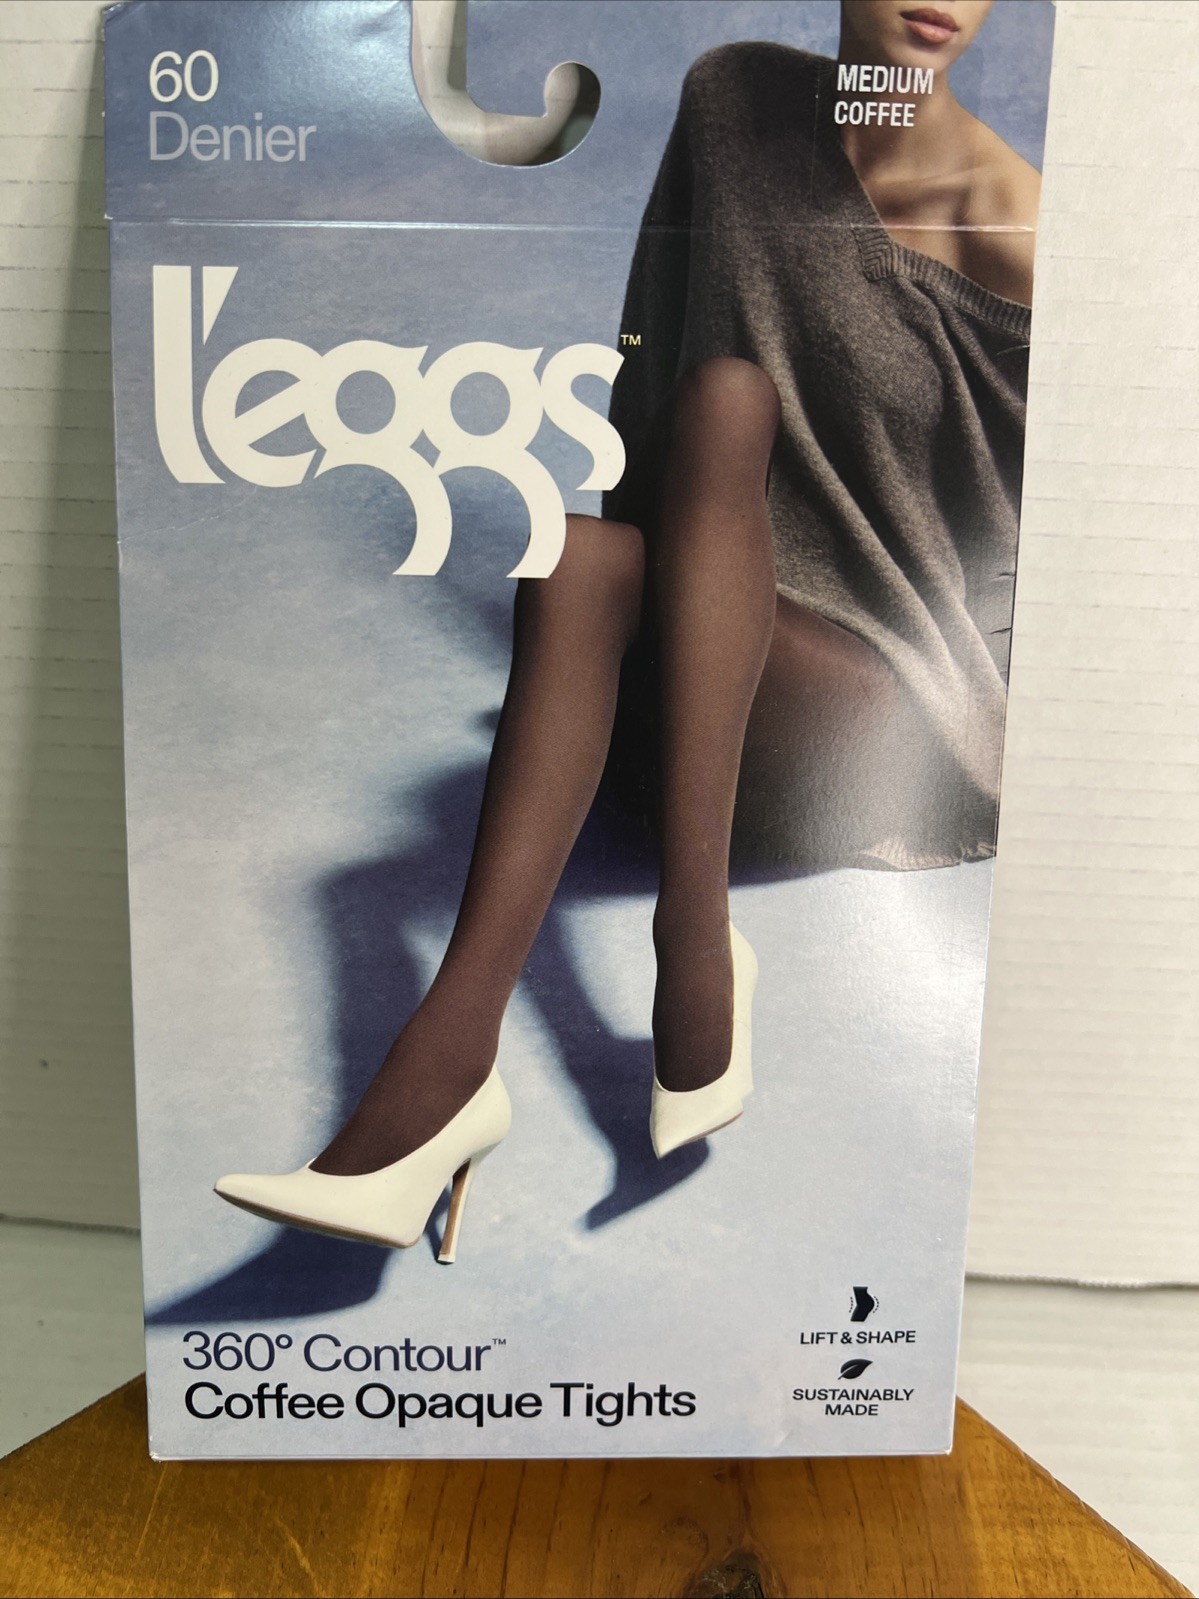 60
Denier
MEDIUM
COFFEE
l'eggs™
360° Contour™
Coffee Opaque Tights
LIFT & SHAPE
SUSTAINABLY
MADE